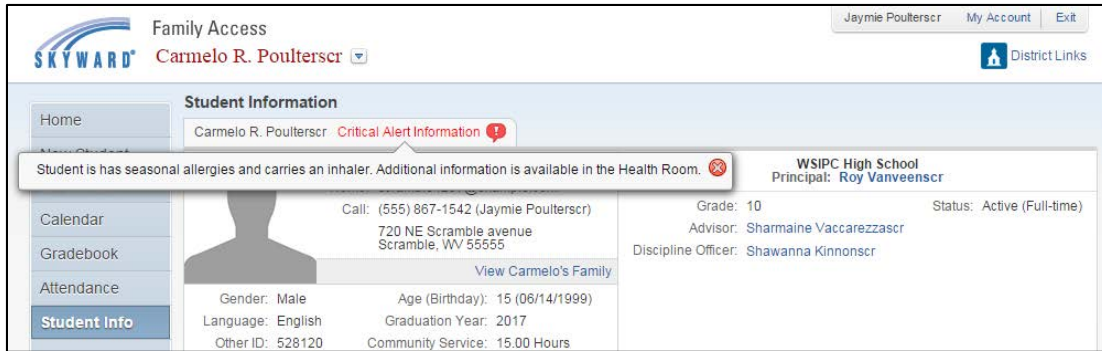 Family Access
Jaymie Poulterscr My Account Exit
SKYWARD®
Carmelo R. Poulterscr
District Links
Student Information
Home
Carmelo R. Poulterscr Critical Alert Information
Student is has seasonal allergies and carries an inhaler. Additional information is available in the Health Room.
WSIPC High School
Principal: Roy Vanveenscr
Call: (555) 867-1542 (Jaymie Poulterscr)
720 NE Scramble avenue
Scramble, WV 55555
View Carmelo's Family
Grade: 10
Status: Active (Full-time)
Advisor: Sharmaine Vaccarezzascr
Discipline Officer: Shawanna Kinnonscr
Calendar
Gradebook
Attendance
Student Info
Gender: Male
Age (Birthday): 15 (06/14/1999)
Language: English
Graduation Year: 2017
Other ID: 528120
Community Service: 15.00 Hours